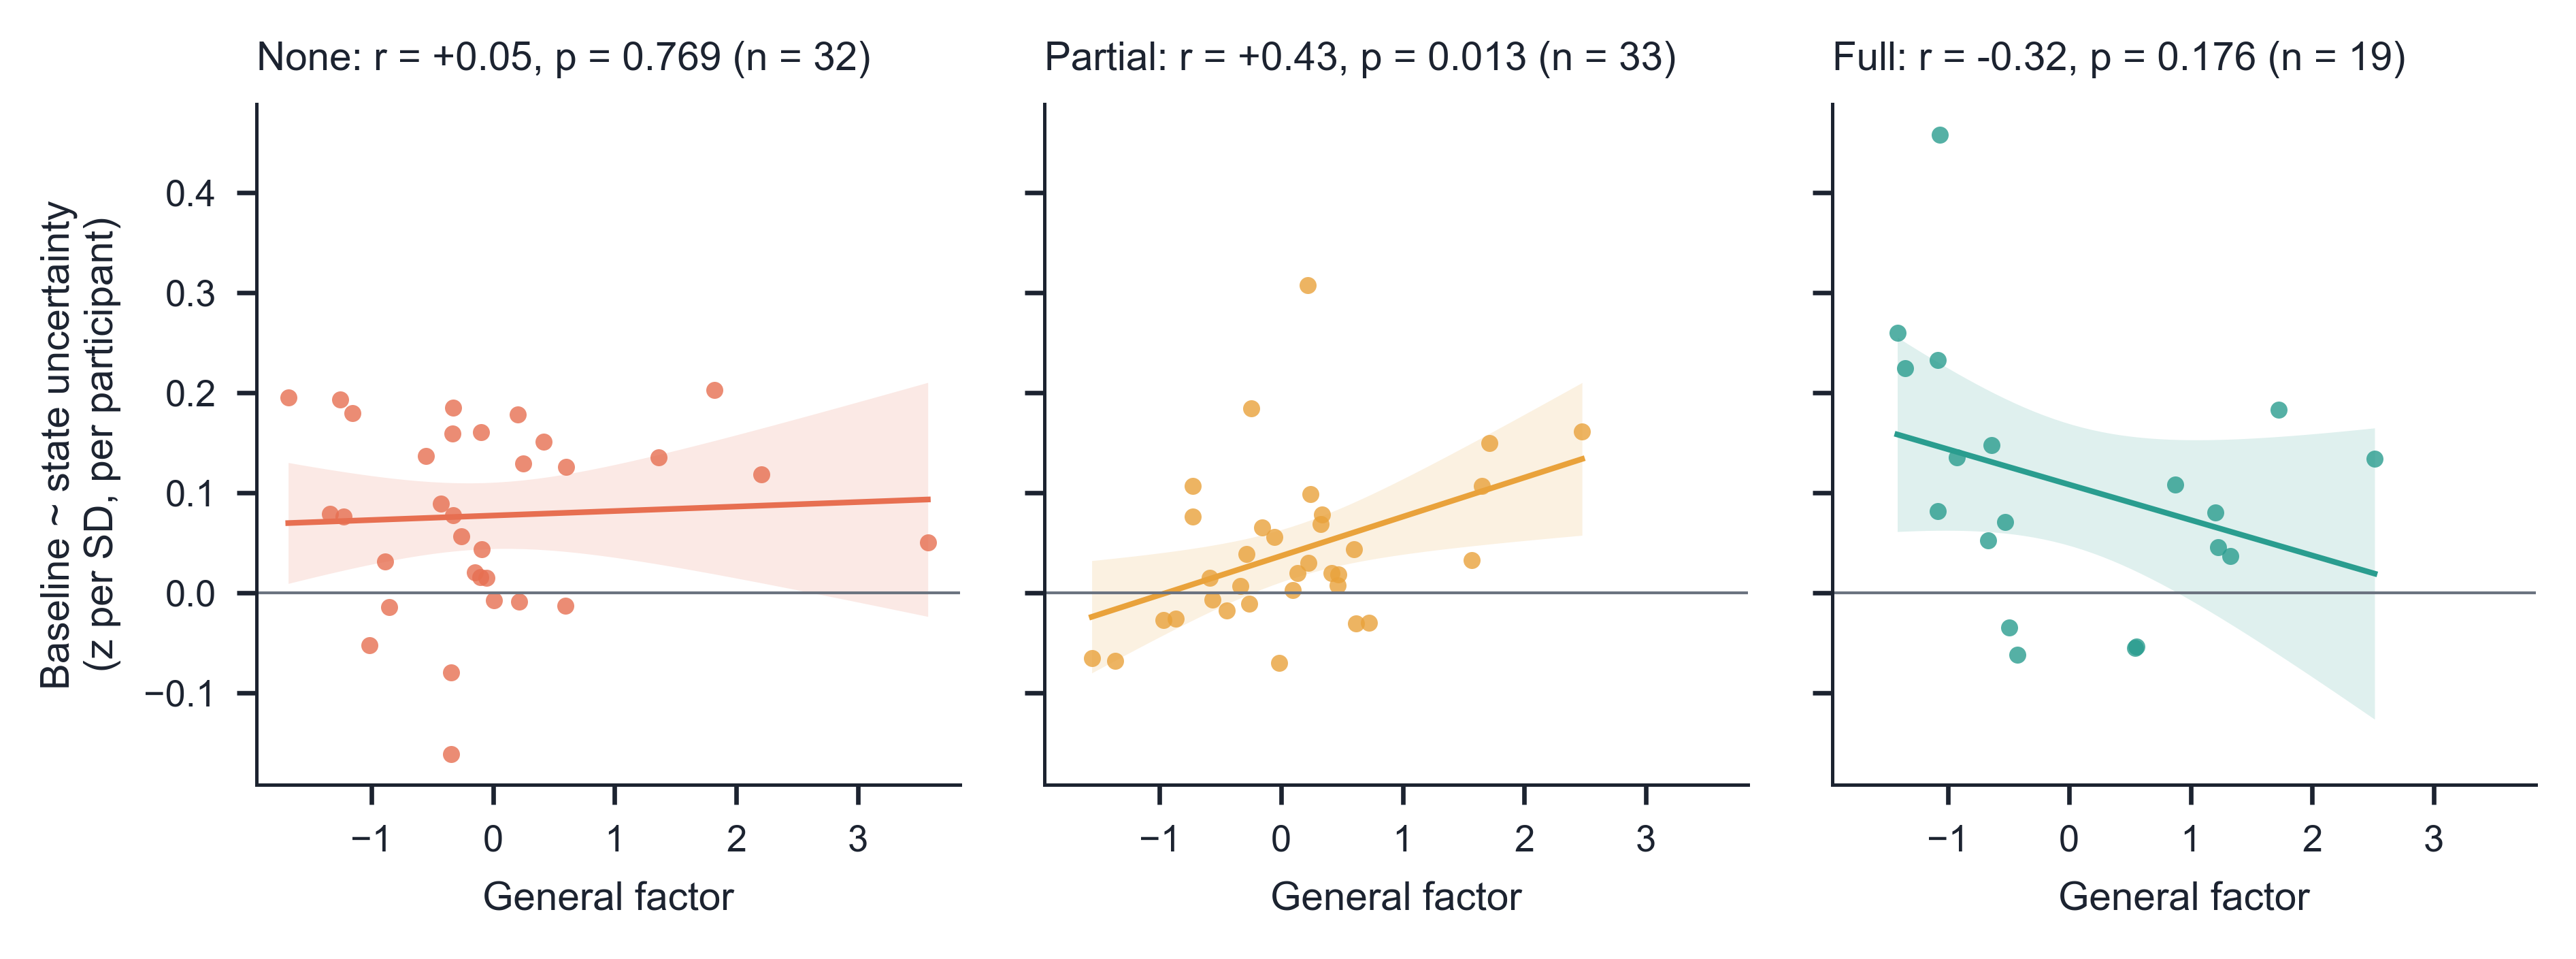 None: r = +0.05, p = 0.769 (n = 32)
Partial: r = +0.43, p = 0.013 (n = 33)
Full: r = -0.32, p = 0.176 (n = 19)
Baseline ~ state uncertainty
(z per SD, per participant)
0.4
0.3
0.2
0.1
0.0
−0.1
−1 0 1 2 3
−1 0 1 2 3
−1 0 1 2 3
General factor
General factor
General factor